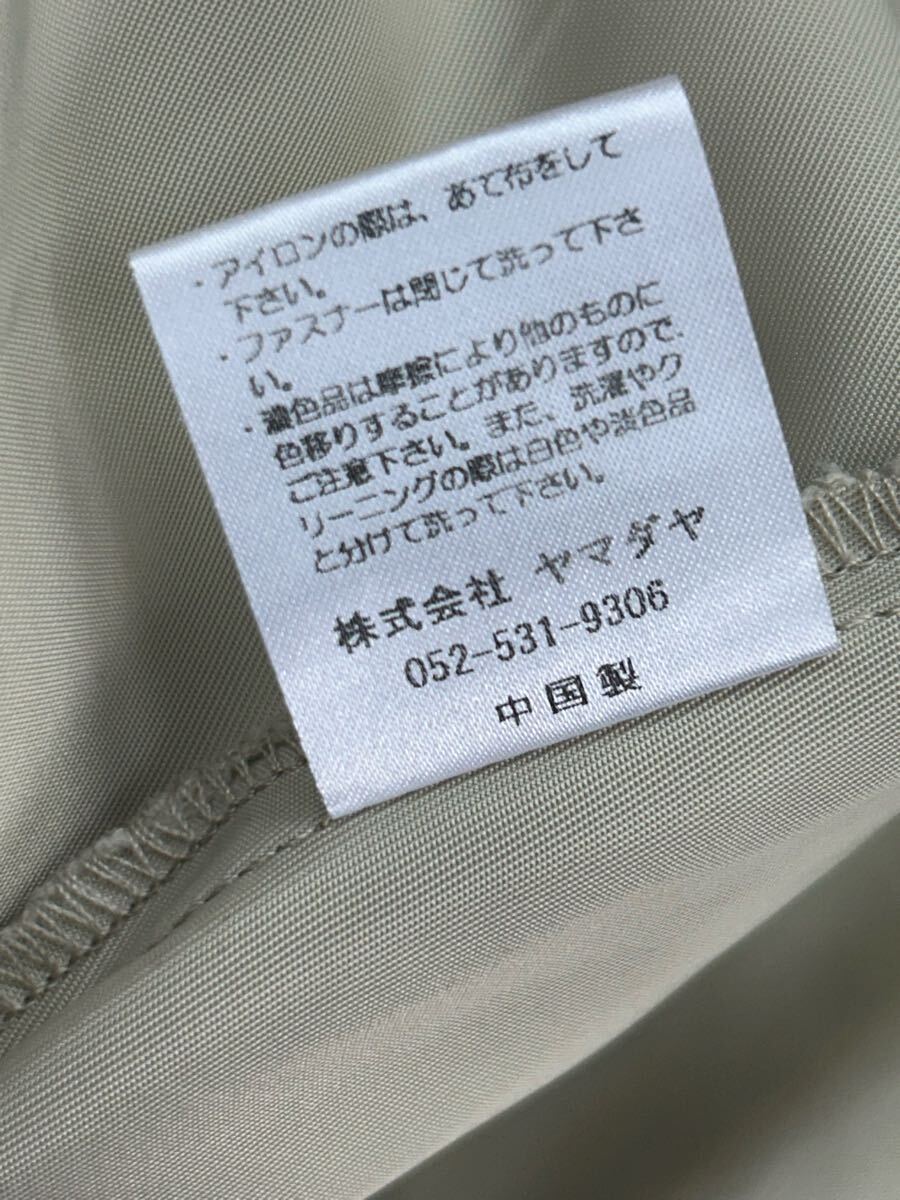 ・アイロンの際は、あて布をして
下さい。
・ファスナーは閉じて洗って下さ
い。
・濃色品は摩擦により他のものに
色移りすることがありますので、
ご注意下さい。また、洗濯やク
リーニングの際は白色や淡色品
と分けて洗って下さい。
株式会社 ヤマダヤ
052-531-9306
中国製